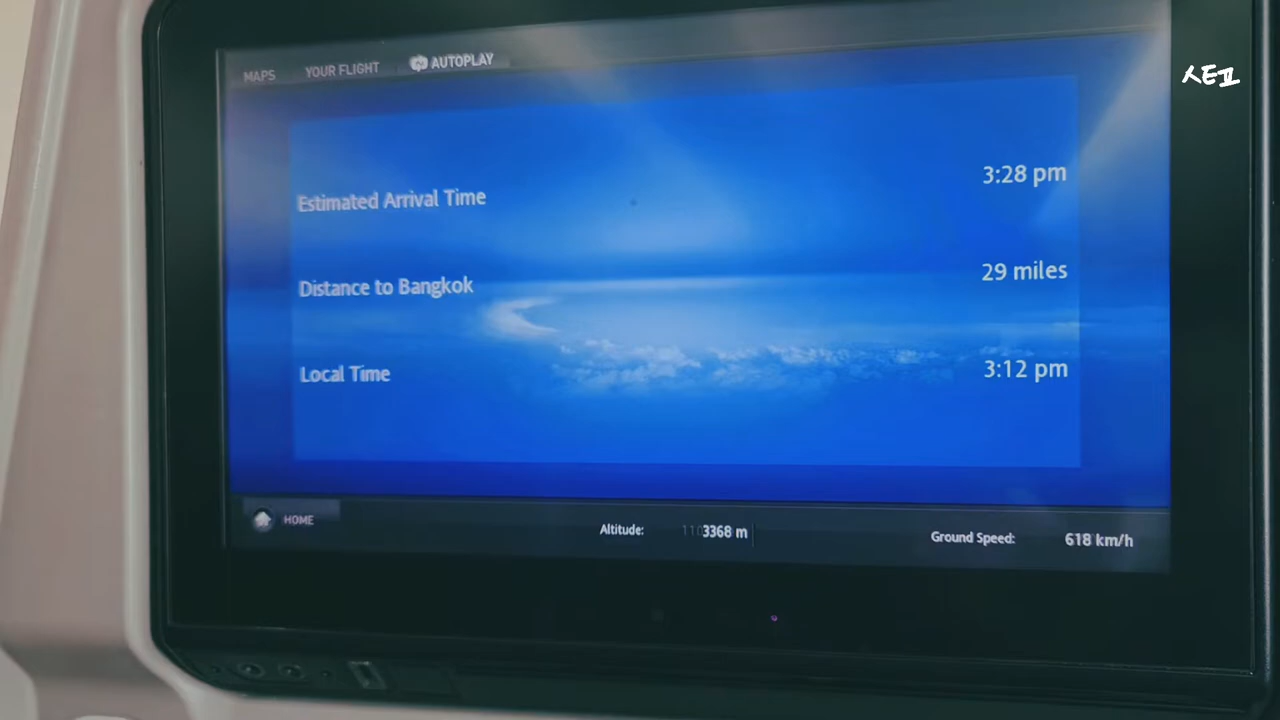 MAPS YOUR FLIGHT AUTOPLAY
스튜고
Estimated Arrival Time 3:28 pm
Distance to Bangkok 29 miles
Local Time 3:12 pm
HOME Altitude: 3368 m Ground Speed: 618 km/h